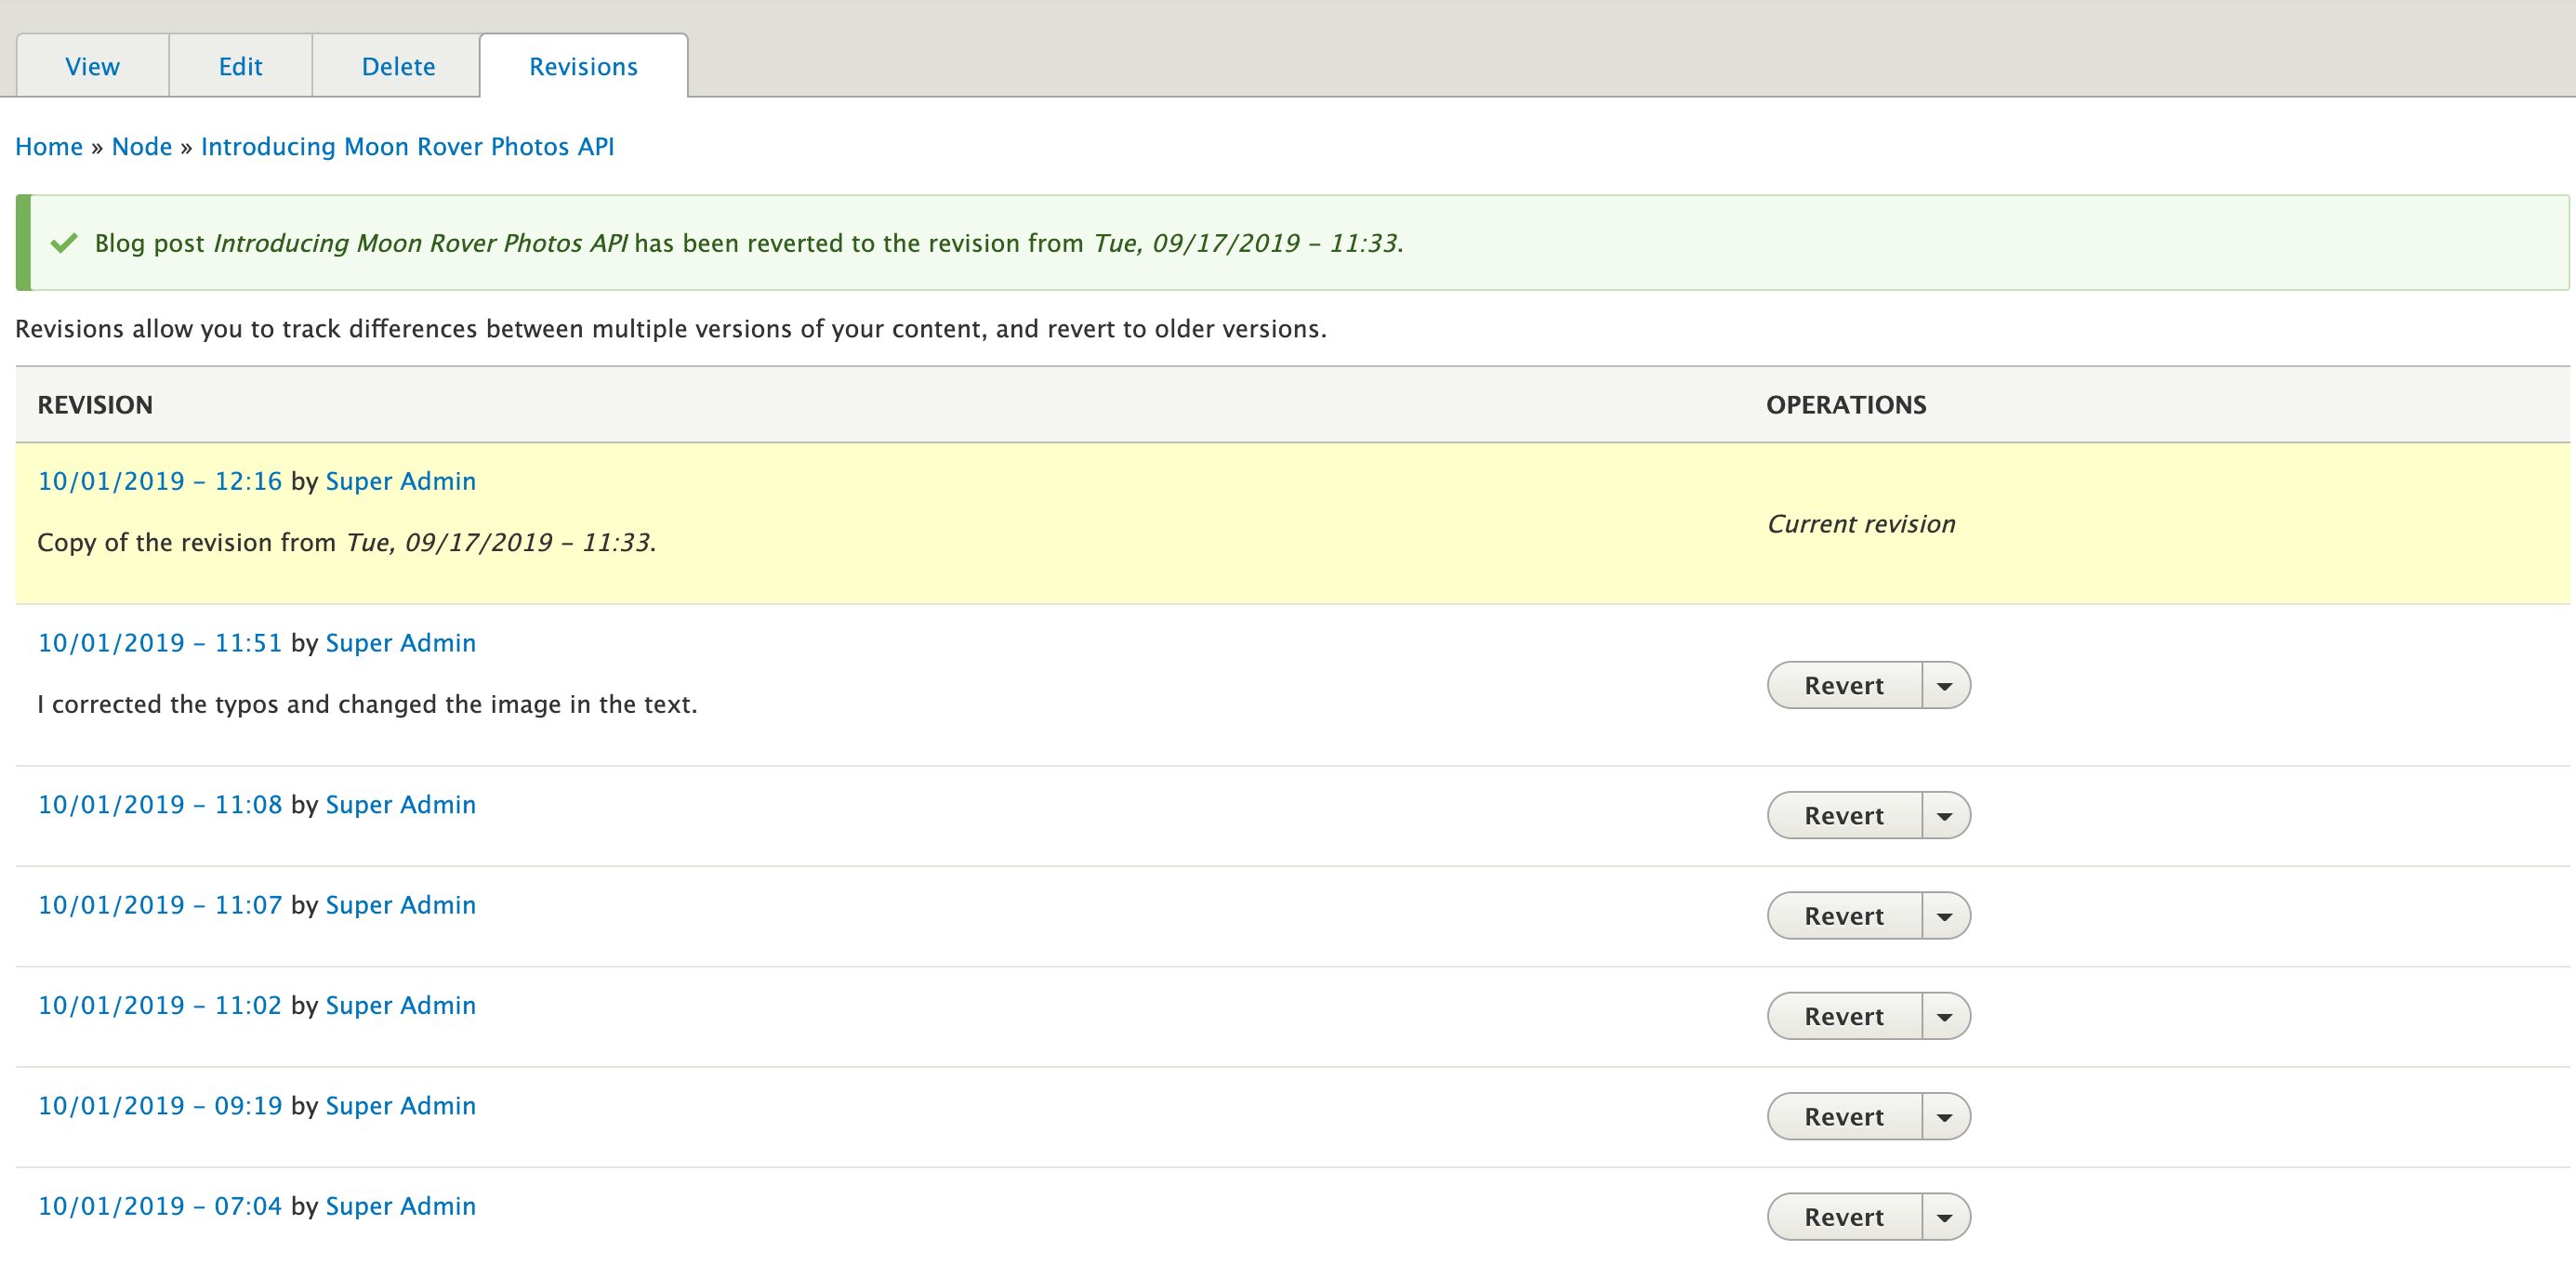 View Edit Delete Revisions
Home » Node » Introducing Moon Rover Photos API
Blog post Introducing Moon Rover Photos API has been reverted to the revision from Tue, 09/17/2019 – 11:33.
Revisions allow you to track differences between multiple versions of your content, and revert to older versions.
REVISION OPERATIONS
10/01/2019 – 12:16 by Super Admin
Current revision
Copy of the revision from Tue, 09/17/2019 – 11:33.
10/01/2019 – 11:51 by Super Admin
Revert
I corrected the typos and changed the image in the text.
10/01/2019 – 11:08 by Super Admin
Revert
10/01/2019 – 11:07 by Super Admin
Revert
10/01/2019 – 11:02 by Super Admin
Revert
10/01/2019 – 09:19 by Super Admin
Revert
10/01/2019 – 07:04 by Super Admin
Revert